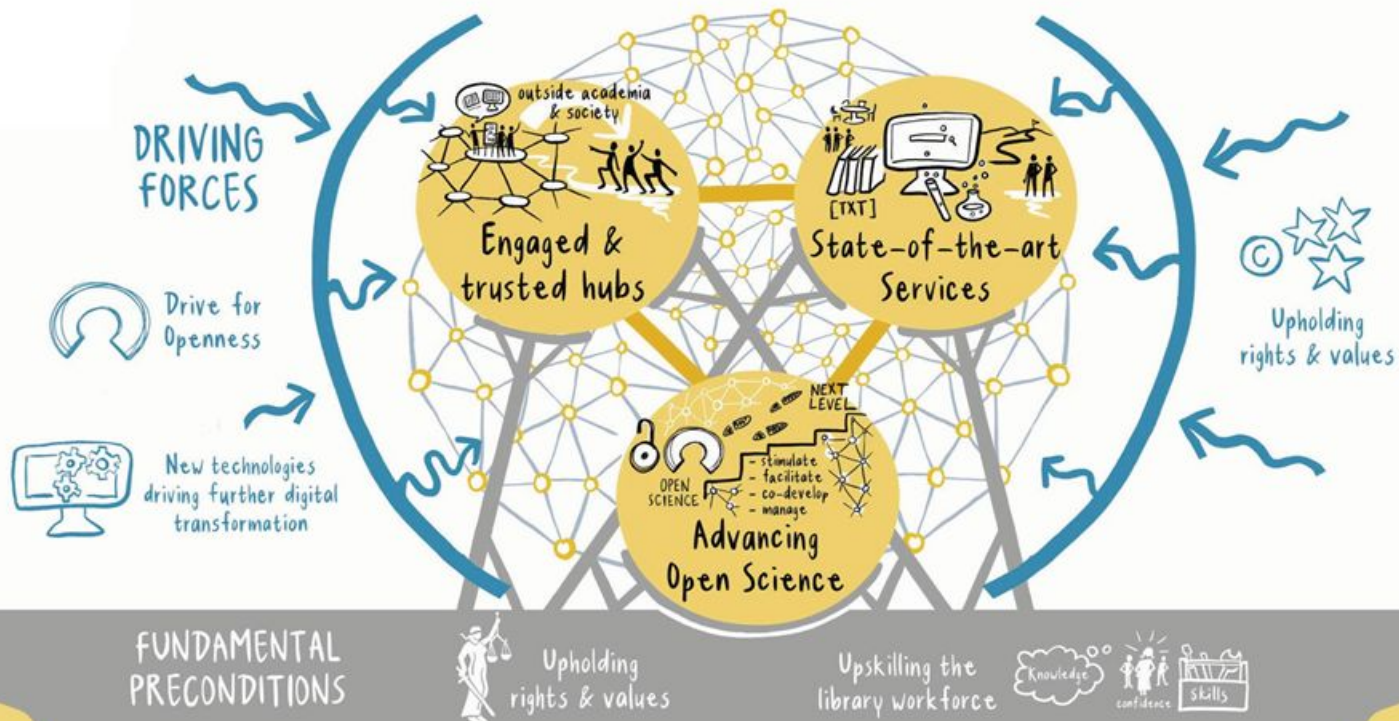 DRIVING
FORCES
Drive for
Openness
New technologies
driving further digital
transformation
outside academia
& society
Engaged &
trusted hubs
[TXT]
State-of-the-art
Services
©
Upholding
rights & values
NEXT
LEVEL
OPEN
SCIENCE
- stimulate
- facilitate
- co-develop
- manage
Advancing
Open Science
FUNDAMENTAL
PRECONDITIONS
Upholding
rights & values
Upskilling the
library workforce
Knowledge
confidence
skills